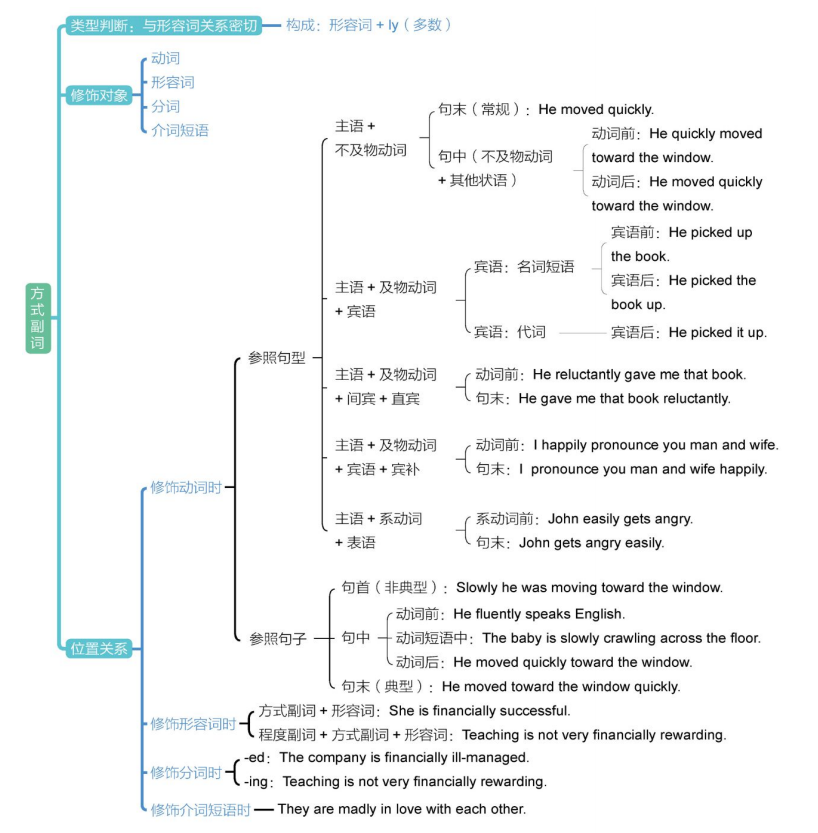 方式副词
类型判断：与形容词关系密切
构成：形容词 + ly（多数）
修饰对象
动词
形容词
分词
介词短语
位置关系
修饰动词时
参照句型
主语 +
不及物动词
句末（常规）：He moved quickly.
句中（不及物动词
+ 其他状语）
动词前：He quickly moved
toward the window.
动词后：He moved quickly
toward the window.
主语 + 及物动词
+ 宾语
宾语：名词短语
宾语前：He picked up
the book.
宾语后：He picked the
book up.
宾语：代词
宾语后：He picked it up.
主语 + 及物动词
+ 间宾 + 直宾
动词前：He reluctantly gave me that book.
句末：He gave me that book reluctantly.
主语 + 及物动词
+ 宾语 + 宾补
动词前：I happily pronounce you man and wife.
句末：I pronounce you man and wife happily.
主语 + 系动词
+ 表语
系动词前：John easily gets angry.
句末：John gets angry easily.
参照句子
句首（非典型）：Slowly he was moving toward the window.
句中
动词前：He fluently speaks English.
动词短语中：The baby is slowly crawling across the floor.
动词后：He moved quickly toward the window.
句末（典型）：He moved toward the window quickly.
修饰形容词时
方式副词 + 形容词：She is financially successful.
程度副词 + 方式副词 + 形容词：Teaching is not very financially rewarding.
修饰分词时
-ed：The company is financially ill-managed.
-ing：Teaching is not very financially rewarding.
修饰介词短语时
They are madly in love with each other.